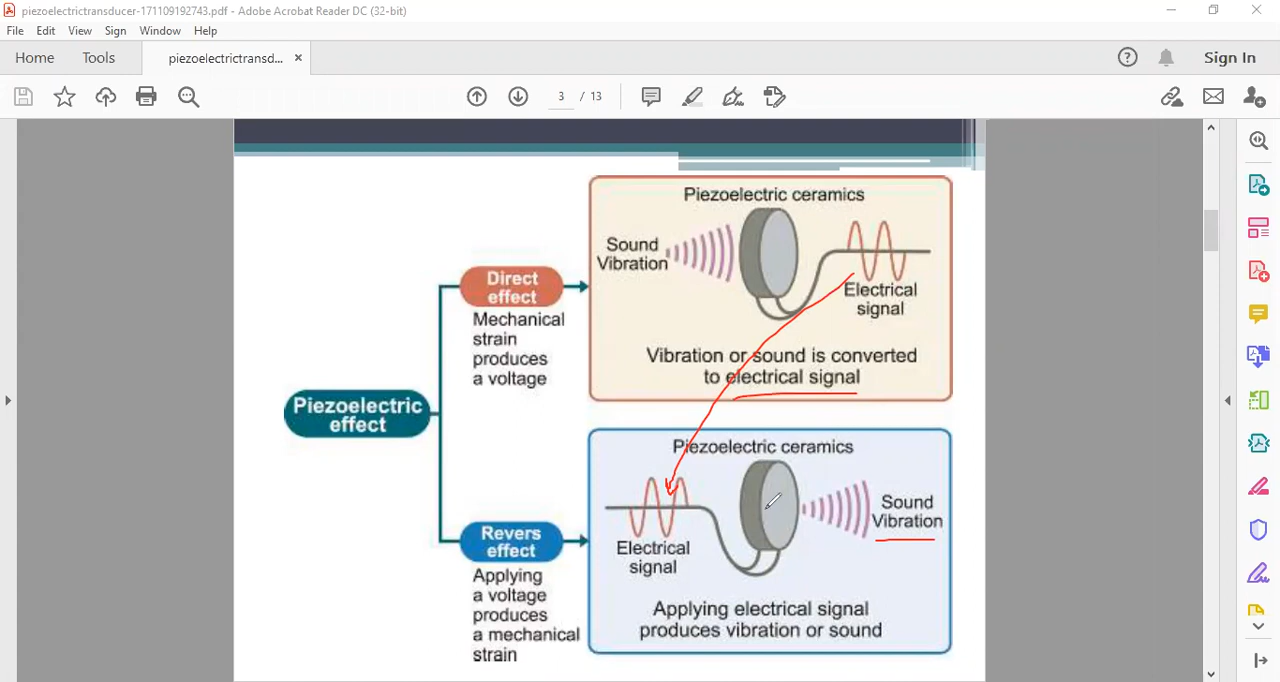 piezoelectrictransducer-171109192743.pdf - Adobe Acrobat Reader DC (32-bit)
File Edit View Sign Window Help
Home Tools piezoelectrictransd... × Sign In
3 / 13
Piezoelectric ceramics
Sound
Vibration
Electrical
signal
Vibration or sound is converted
to electrical signal
Direct
effect
Mechanical
strain
produces
a voltage
Piezoelectric
effect
Revers
effect
Applying
a voltage
produces
a mechanical
strain
Piezoelectric ceramics
Electrical
signal
Sound
Vibration
Applying electrical signal
produces vibration or sound